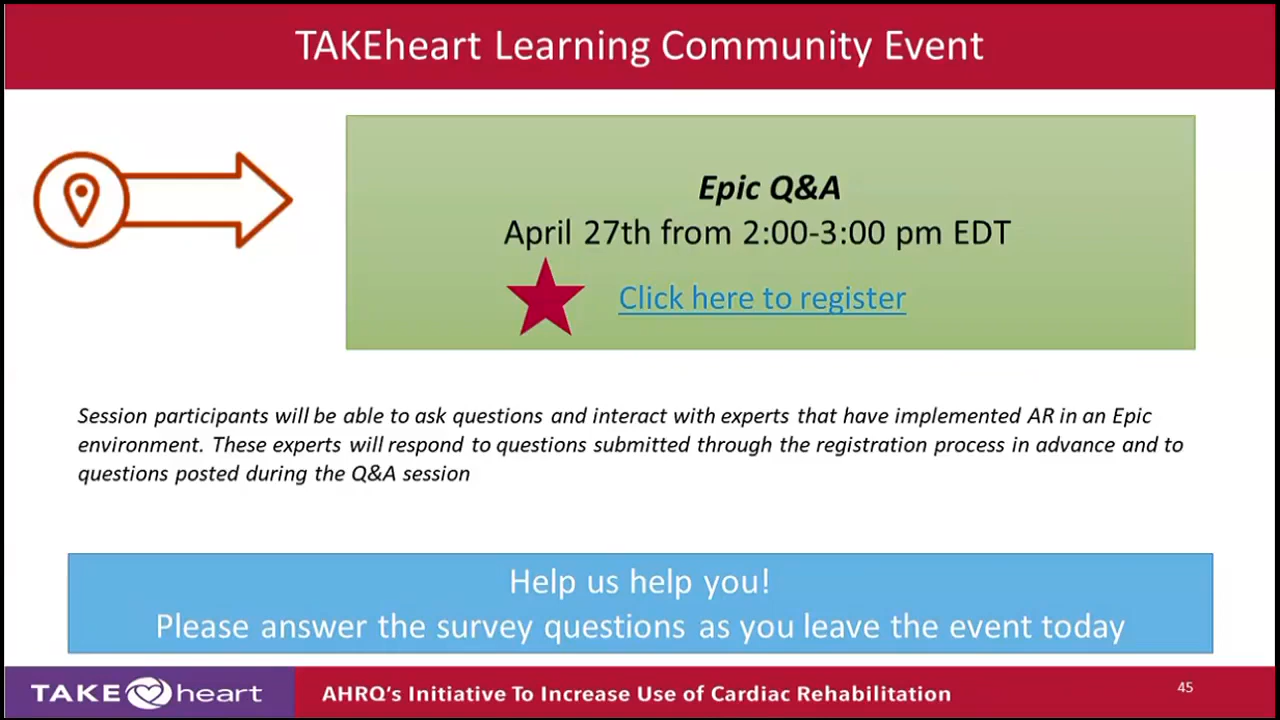 TAKEheart Learning Community Event
Epic Q&A
April 27th from 2:00-3:00 pm EDT
Click here to register
Session participants will be able to ask questions and interact with experts that have implemented AR in an Epic
environment. These experts will respond to questions submitted through the registration process in advance and to
questions posted during the Q&A session
Help us help you!
Please answer the survey questions as you leave the event today
TAKE heart
AHRQ's Initiative To Increase Use of Cardiac Rehabilitation
45